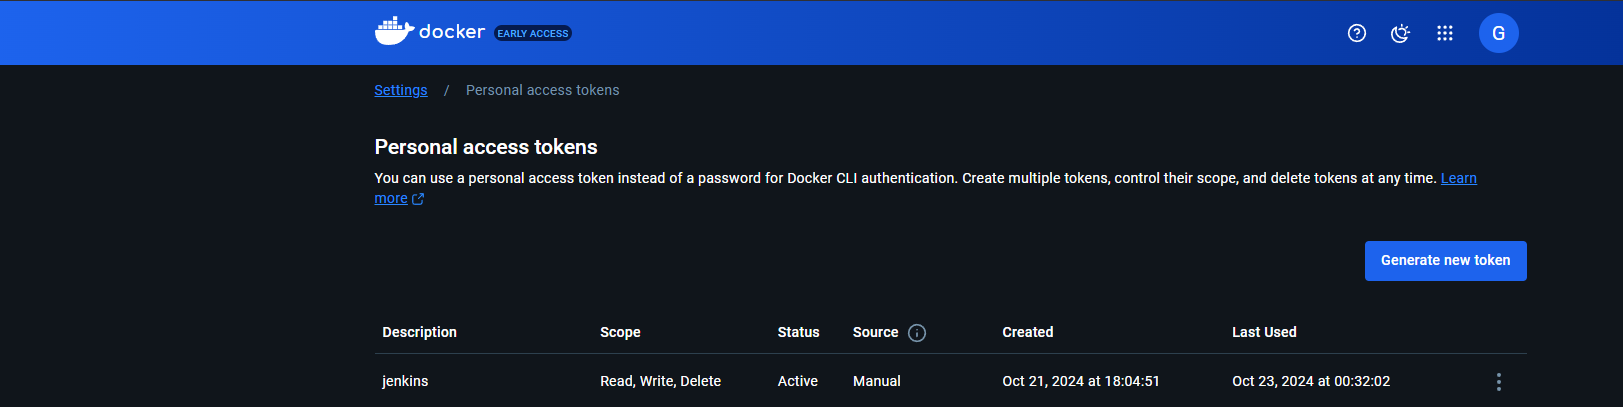 docker EARLY ACCESS G
Settings / Personal access tokens
Personal access tokens
You can use a personal access token instead of a password for Docker CLI authentication. Create multiple tokens, control their scope, and delete tokens at any time. Learn
more
Generate new token
Description Scope Status Source Created Last Used
jenkins Read, Write, Delete Active Manual Oct 21, 2024 at 18:04:51 Oct 23, 2024 at 00:32:02